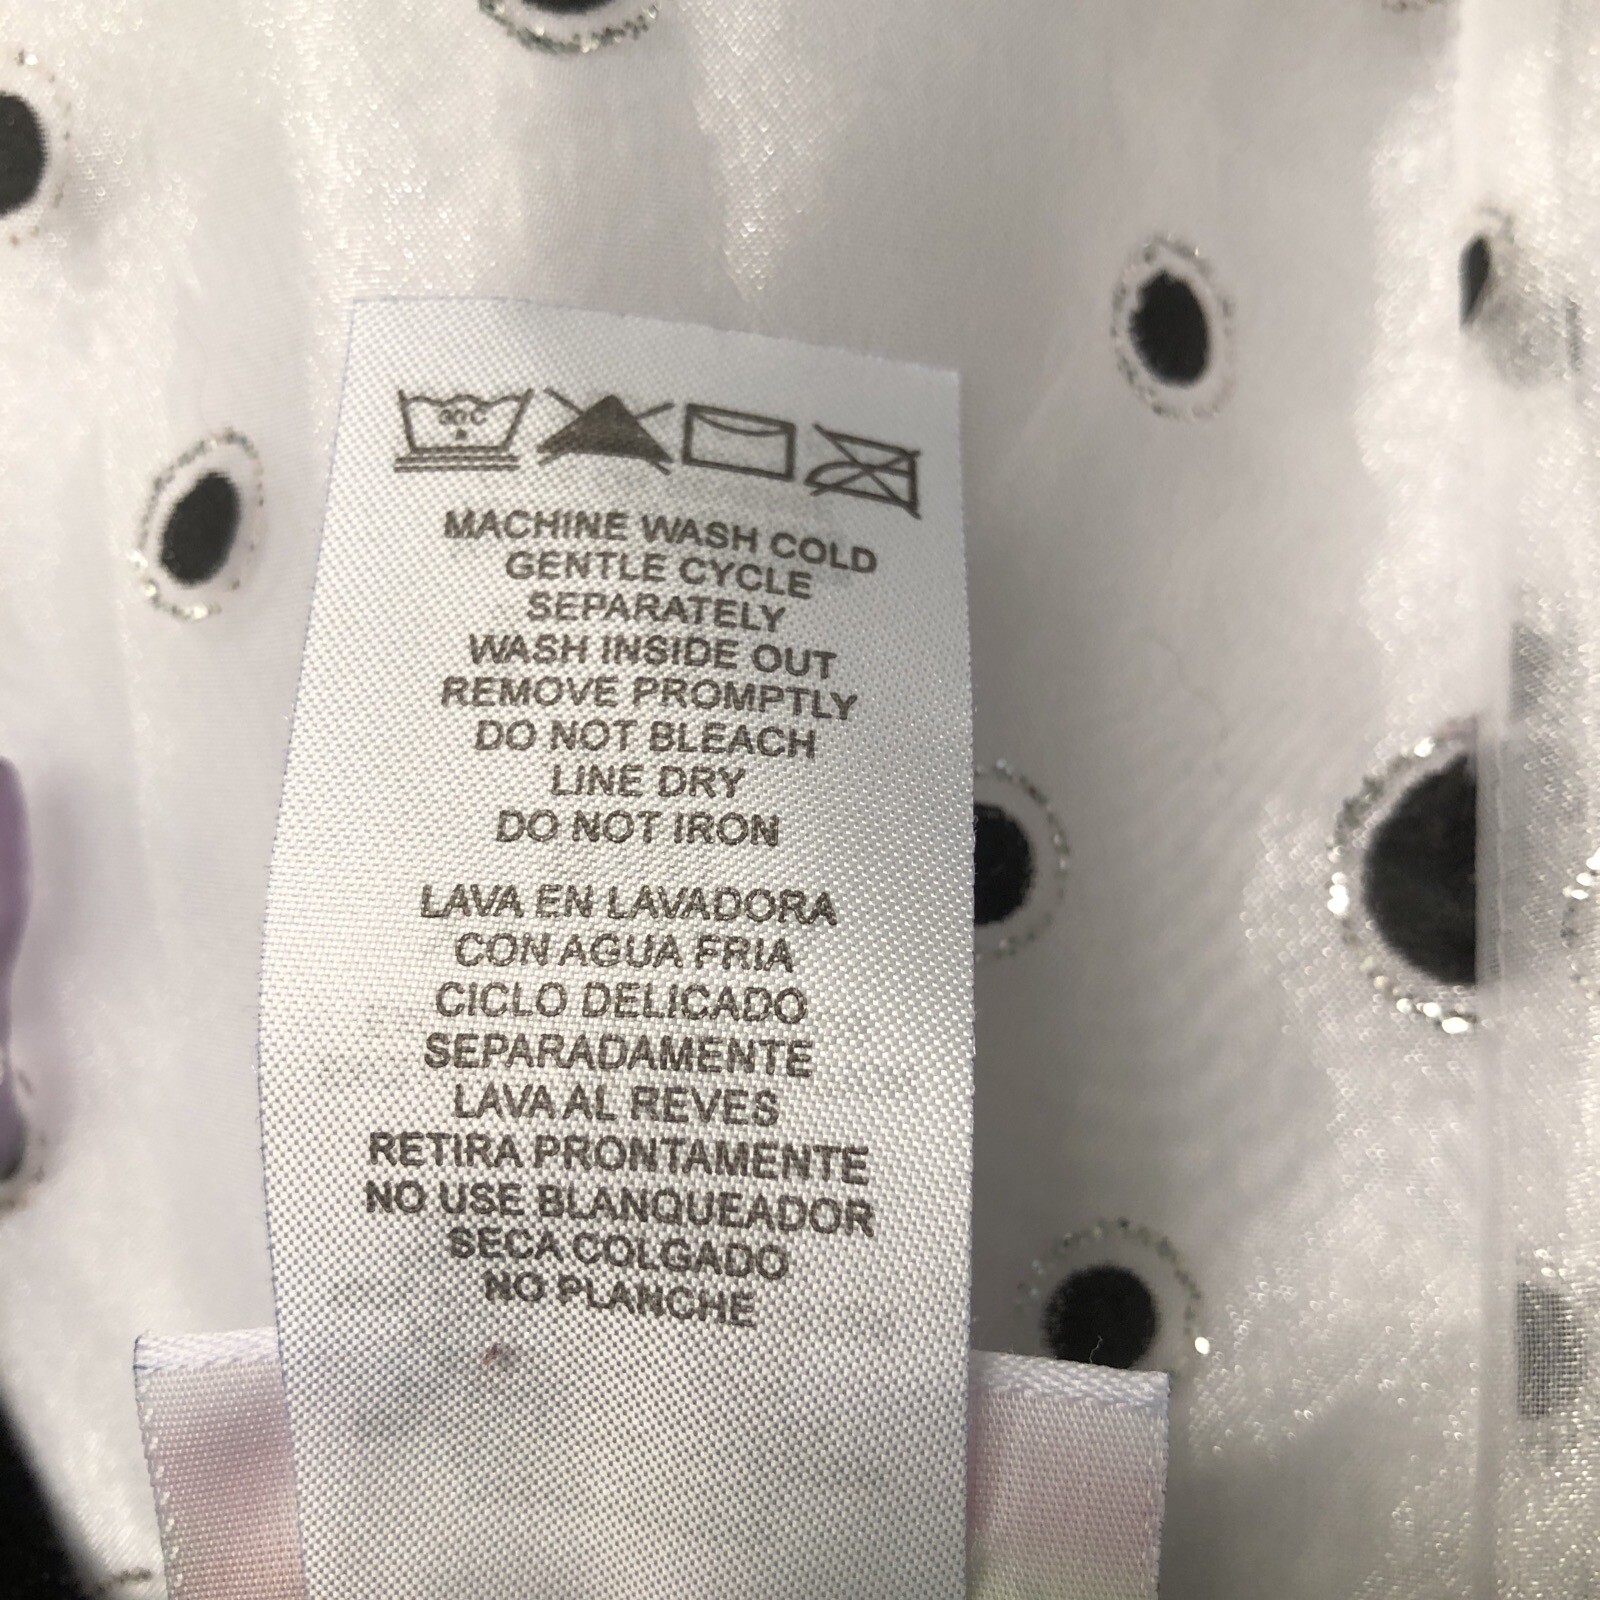 30°C
MACHINE WASH COLD
GENTLE CYCLE
SEPARATELY
WASH INSIDE OUT
REMOVE PROMPTLY
DO NOT BLEACH
LINE DRY
DO NOT IRON
LAVA EN LAVADORA
CON AGUA FRIA
CICLO DELICADO
SEPARADAMENTE
LAVA AL REVES
RETIRA PRONTAMENTE
NO USE BLANQUEADOR
SECA COLGADO
NO PLANCHE